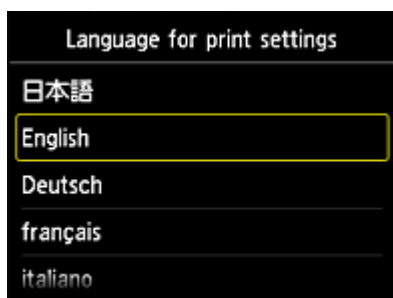 Language for print settings
日本語
English
Deutsch
français
italiano